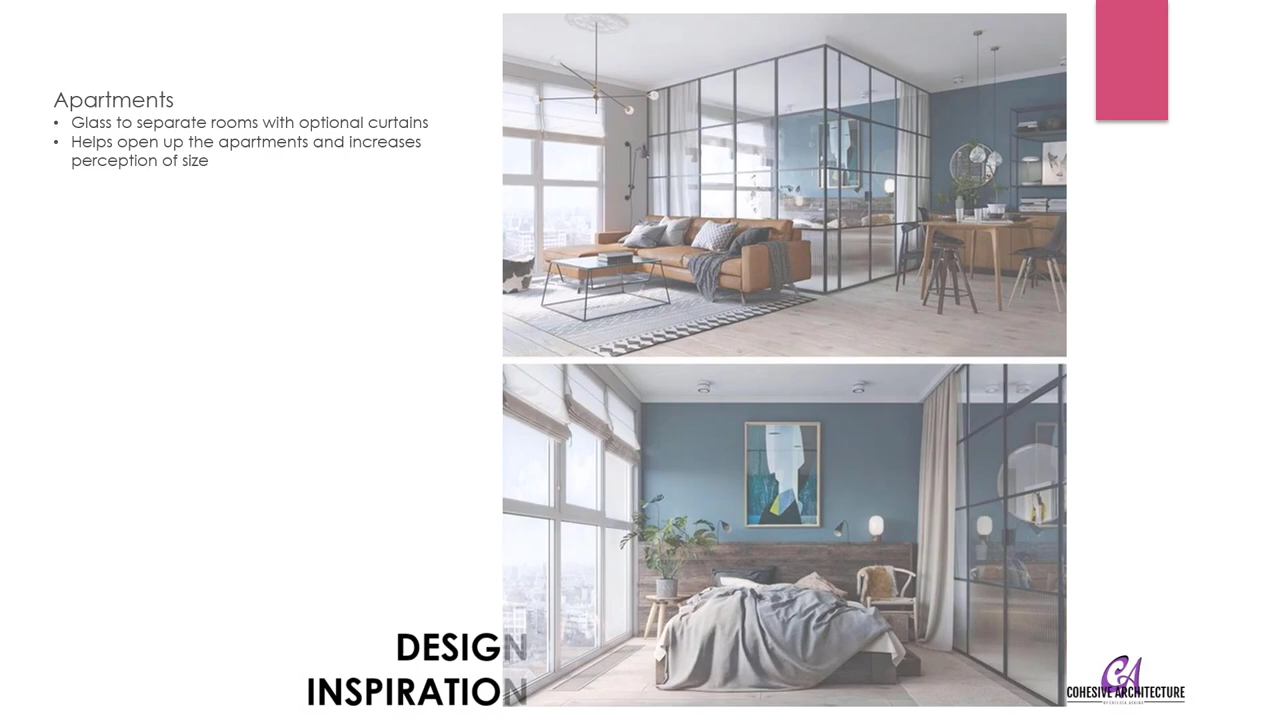 Apartments
• Glass to separate rooms with optional curtains
• Helps open up the apartments and increases
perception of size
DESIGN
INSPIRATION
CA
COHESIVE ARCHITECTURE